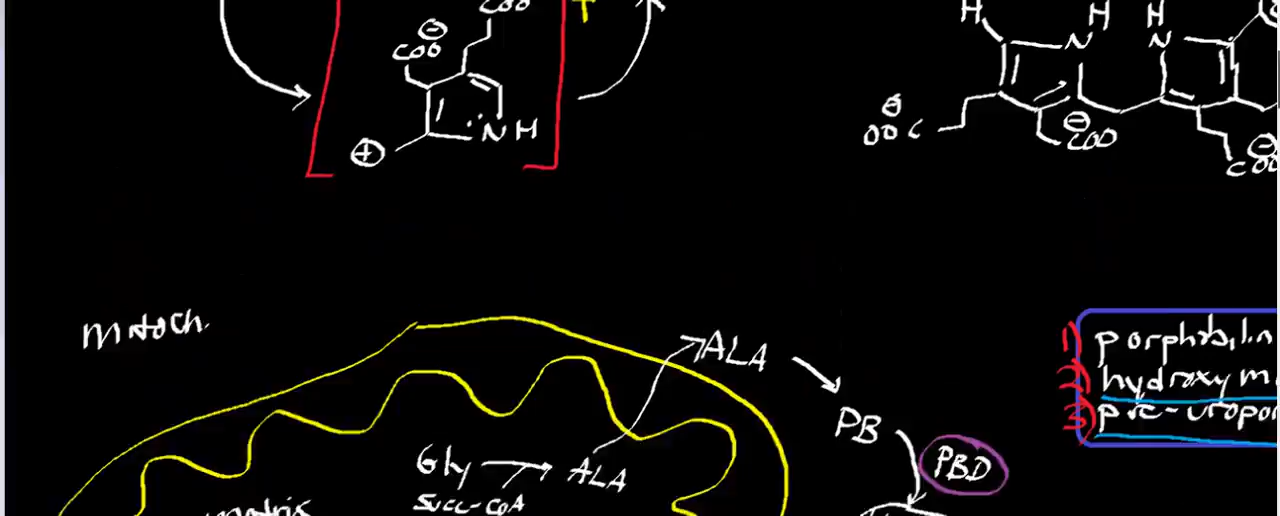 COO
⊖
COO
+
NH
⊕
H
H
H
N
N
⊖
OOC
⊖
COO
⊖
COO
Mitoch.
ALA
PB
PBD
Gly → ALA
Succ-CoA
matrix
1) porphobilin
2) hydroxym
3) pre-uropor